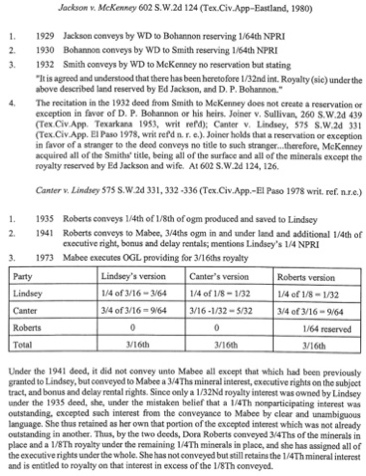 Jackson v. McKenney 602 S.W.2d 124 (Tex.Civ.App-Eastland, 1980)
1. 1929 Jackson conveys by WD to Bohannon reserving 1/64th NPRI
2. 1930 Bohannon conveys by WD to Smith reserving 1/64th NPRI
3. 1932 Smith conveys by WD to McKenney no reservation but stating
"It is agreed and understood that there has been heretofore 1/32nd int. Royalty (sic) under the
above described land reserved by Ed Jackson, and D. P. Bohannon."
4. The recitation in the 1932 deed from Smith to McKenney does not create a reservation or
exception in favor of D. P. Bohannon or his heirs. Joiner v. Sullivan, 260 S.W.2d 439
(Tex.Civ.App. Texarkana 1953, writ ref'd); Canter v. Lindsey, 575 S.W.2d 331
(Tex.Civ.App. El Paso 1978, writ ref'd n. r. e.). Joiner holds that a reservation or exception
in favor of a stranger to the deed conveys no title to such stranger...therefore, McKenney
acquired all of the Smiths' title, being all of the surface and all of the minerals except the
royalty reserved by Ed Jackson and wife. At 602 S.W.2d 124, 126.
Canter v. Lindsey 575 S.W.2d 331, 332 -336 (Tex.Civ.App.-El Paso 1978 writ. ref. n.r.e.)
1. 1935 Roberts conveys 1/4th of 1/8th of ogm produced and saved to Lindsey
2. 1941 Roberts conveys to Mabee, 3/4ths ogm in and under land and additional 1/4th of
executive right, bonus and delay rentals; mentions Lindsey's 1/4 NPRI
3. 1973 Mabee executes OGL providing for 3/16ths royalty
Party Lindsey's version Canter's version Roberts version
Lindsey 1/4 of 3/16 = 3/64 1/4 of 1/8 = 1/32 1/4 of 1/8 = 1/32
Canter 3/4 of 3/16 = 9/64 3/16 -1/32 = 5/32 3/4 of 3/16 = 9/64
Roberts 0 0 1/64 reserved
Total 3/16th 3/16th 3/16th
Under the 1941 deed, it did not convey unto Mabee all except that which had been previously
granted to Lindsey, but conveyed to Mabee a 3/4Ths mineral interest, executive rights on the subject
tract, and bonus and delay rental rights. Since only a 1/32Nd royalty interest was owned by Lindsey
under the 1935 deed, she, under the mistaken belief that a 1/4Th nonparticipating interest was
outstanding, excepted such interest from the conveyance to Mabee by clear and unambiguous
language. She thus retained as her own that portion of the excepted interest which was not already
outstanding in another. Thus, by the two deeds, Dora Roberts conveyed 3/4Ths of the minerals in
place and a 1/8Th royalty under the remaining 1/4Th minerals in place, and she has assigned all of
the executive rights under the whole. She has not conveyed but still retains the 1/4Th mineral interest
and is entitled to royalty on that interest in excess of the 1/8Th conveyed.